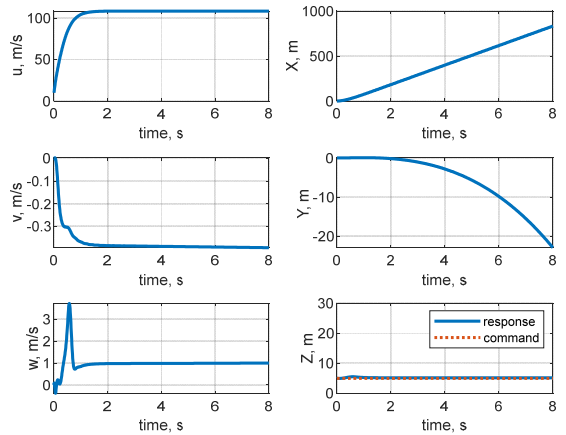 100
50
0
0 2 4 6 8
u, m/s
time, s
1000
500
0
0 2 4 6 8
X, m
time, s
0
-0.1
-0.2
-0.3
0 2 4 6 8
v, m/s
time, s
0
-10
-20
0 2 4 6 8
Y, m
time, s
3
2
1
0
0 2 4 6 8
w, m/s
time, s
30
20
10
0
0 2 4 6 8
Z, m
time, s
response
command